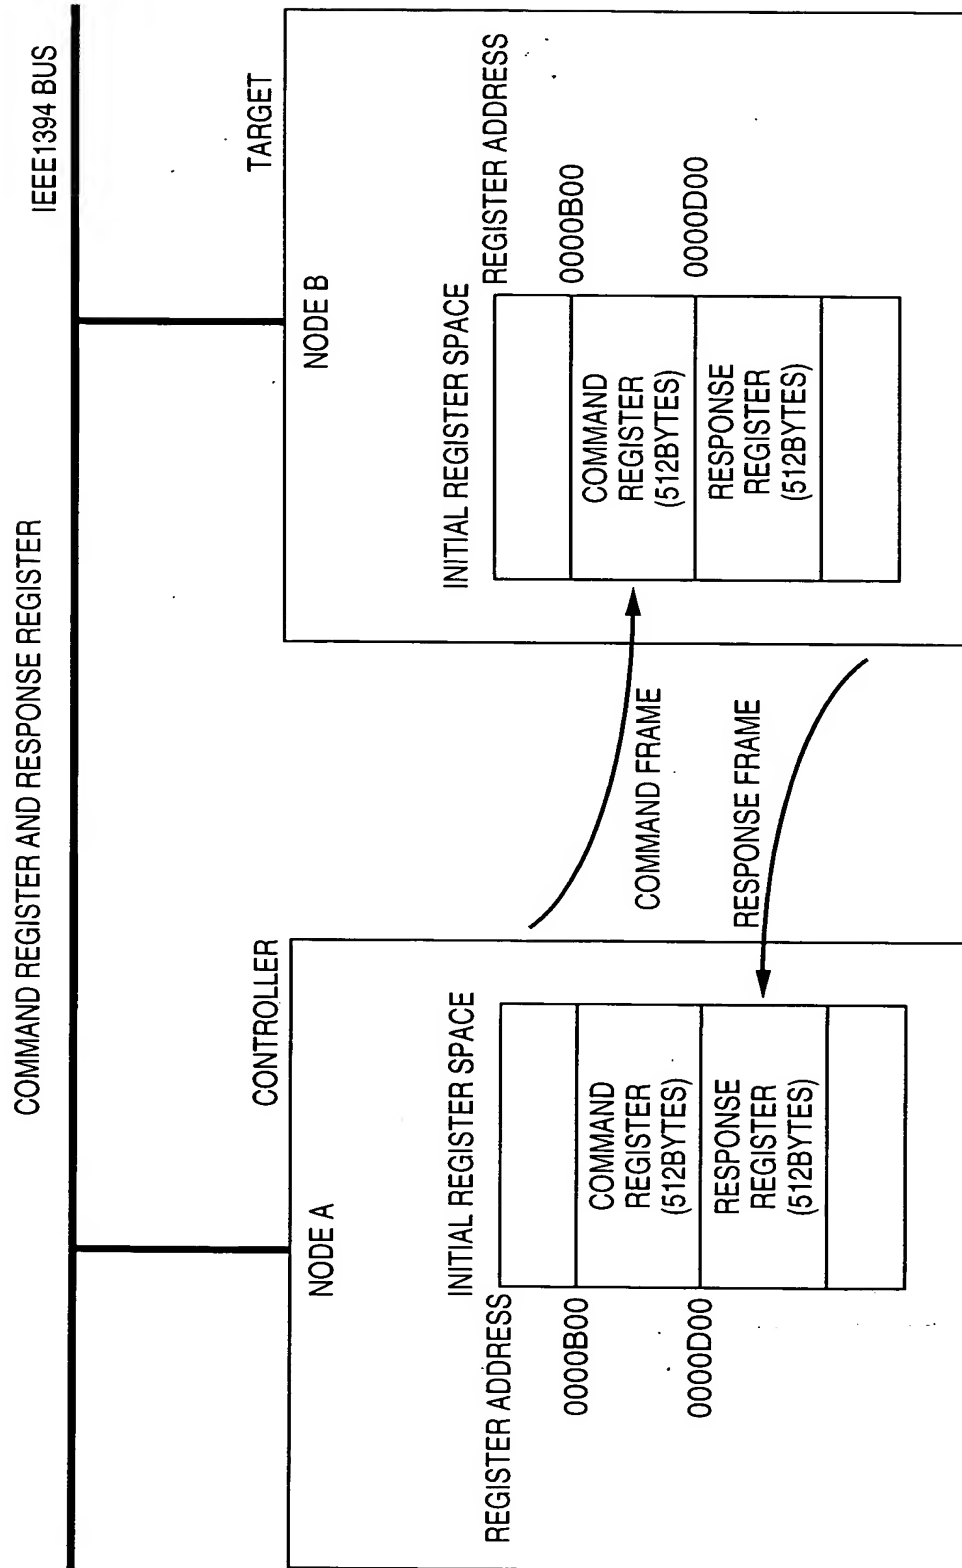 COMMAND REGISTER AND RESPONSE REGISTER
IEEE1394 BUS
CONTROLLER
NODE A
INITIAL REGISTER SPACE
REGISTER ADDRESS
0000B00
COMMAND
REGISTER
(512BYTES)
0000D00
RESPONSE
REGISTER
(512BYTES)
COMMAND FRAME
RESPONSE FRAME
TARGET
NODE B
INITIAL REGISTER SPACE
REGISTER ADDRESS
0000B00
COMMAND
REGISTER
(512BYTES)
0000D00
RESPONSE
REGISTER
(512BYTES)